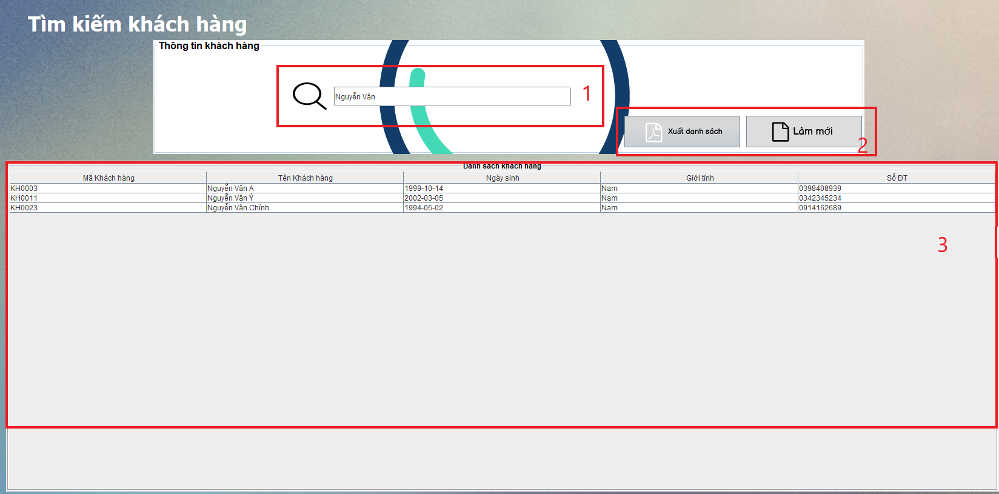 Tìm kiếm khách hàng
Thông tin khách hàng
Nguyễn Văn
1
Xuất danh sách
Làm mới
2
Danh sách khách hàng
Mã Khách hàng Tên Khách hàng Ngày sinh Giới tính Số ĐT
KH0003 Nguyễn Văn A 1999-10-14 Nam 0398408939
KH0011 Nguyễn Văn Ý 2002-03-05 Nam 0342345234
KH0023 Nguyễn Văn Chính 1994-05-02 Nam 0914162689
3